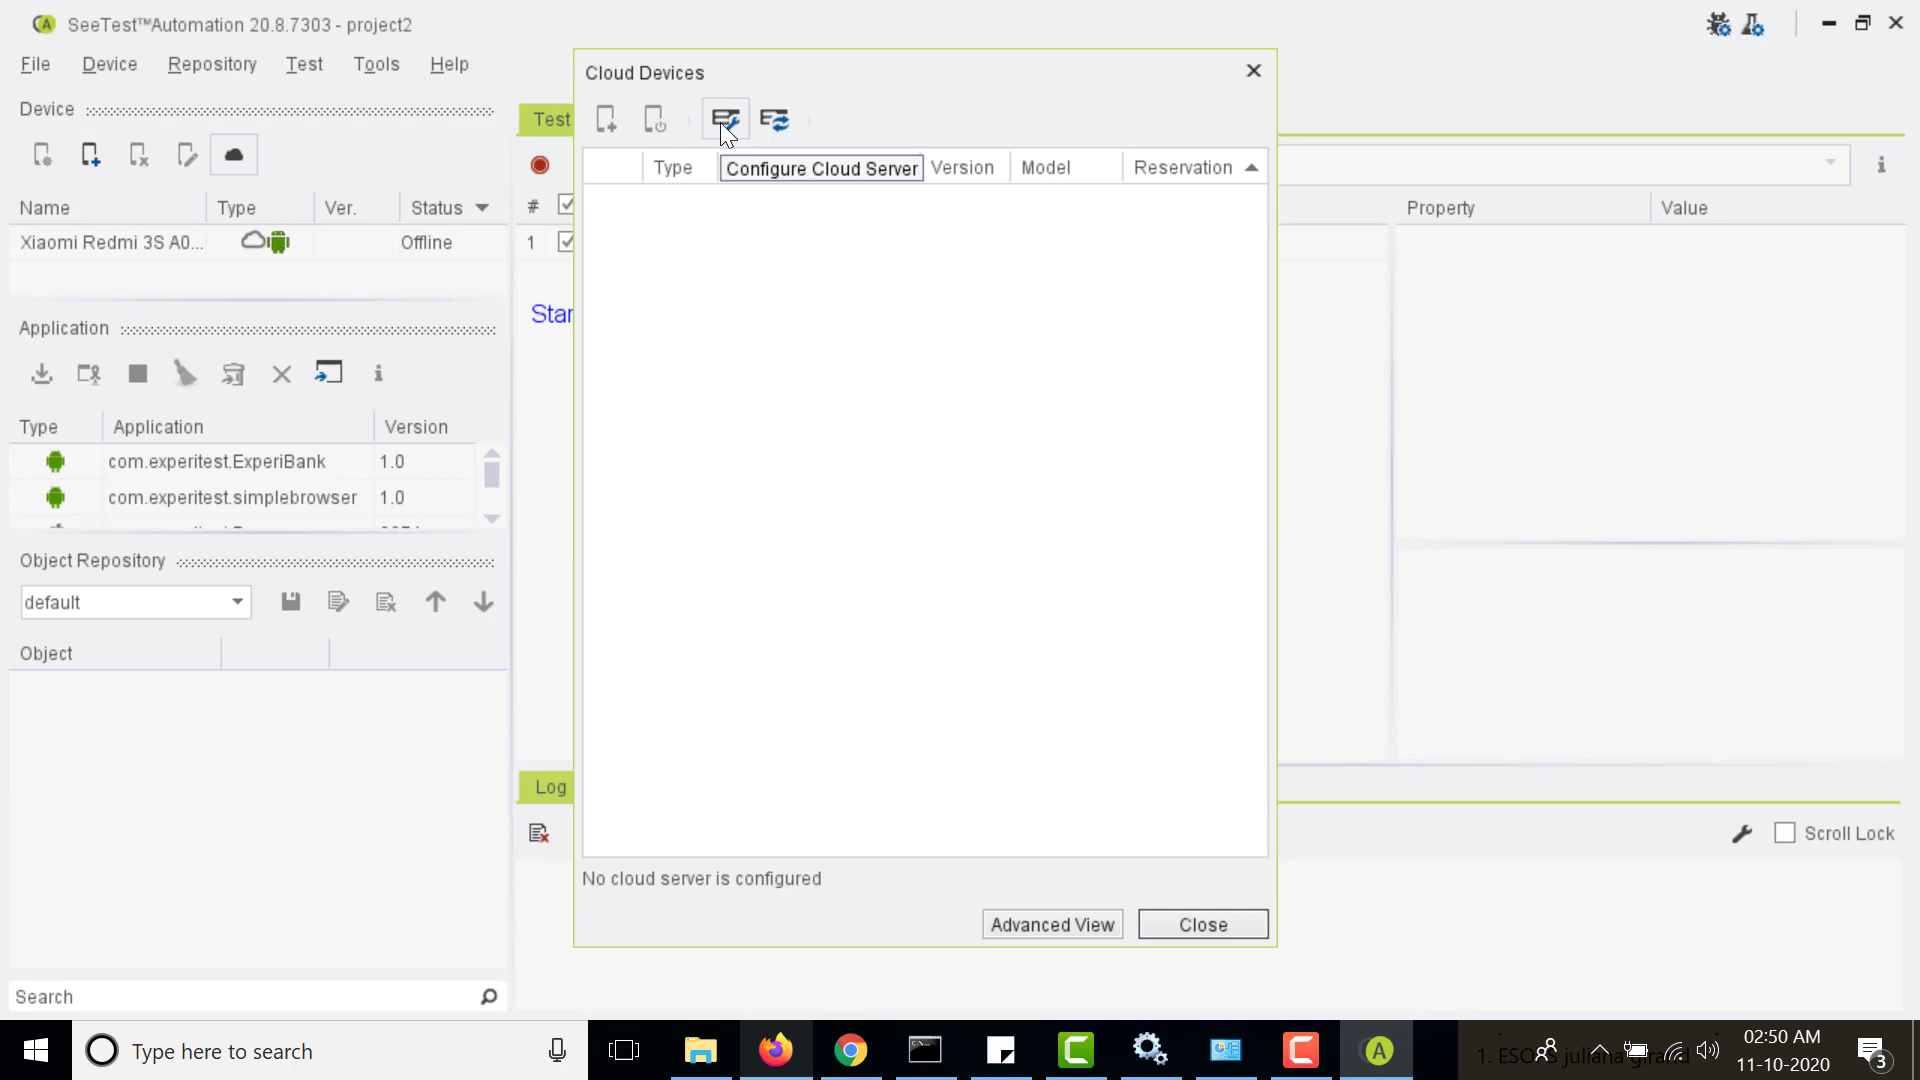 SeeTest™Automation 20.8.7303 - project2
File Device Repository Test Tools Help
Device
Name Type Ver. Status
Xiaomi Redmi 3S A0... Offline
Application
Type Application Version
com.experitest.ExperiBank 1.0
com.experitest.simplebrowser 1.0
Object Repository
default
Object
Search
Test
#
1
Star
Log
Cloud Devices
Type Configure Cloud Server Version Model Reservation
No cloud server is configured
Advanced View Close
Property Value
Scroll Lock
Type here to search
02:50 AM
11-10-2020
3